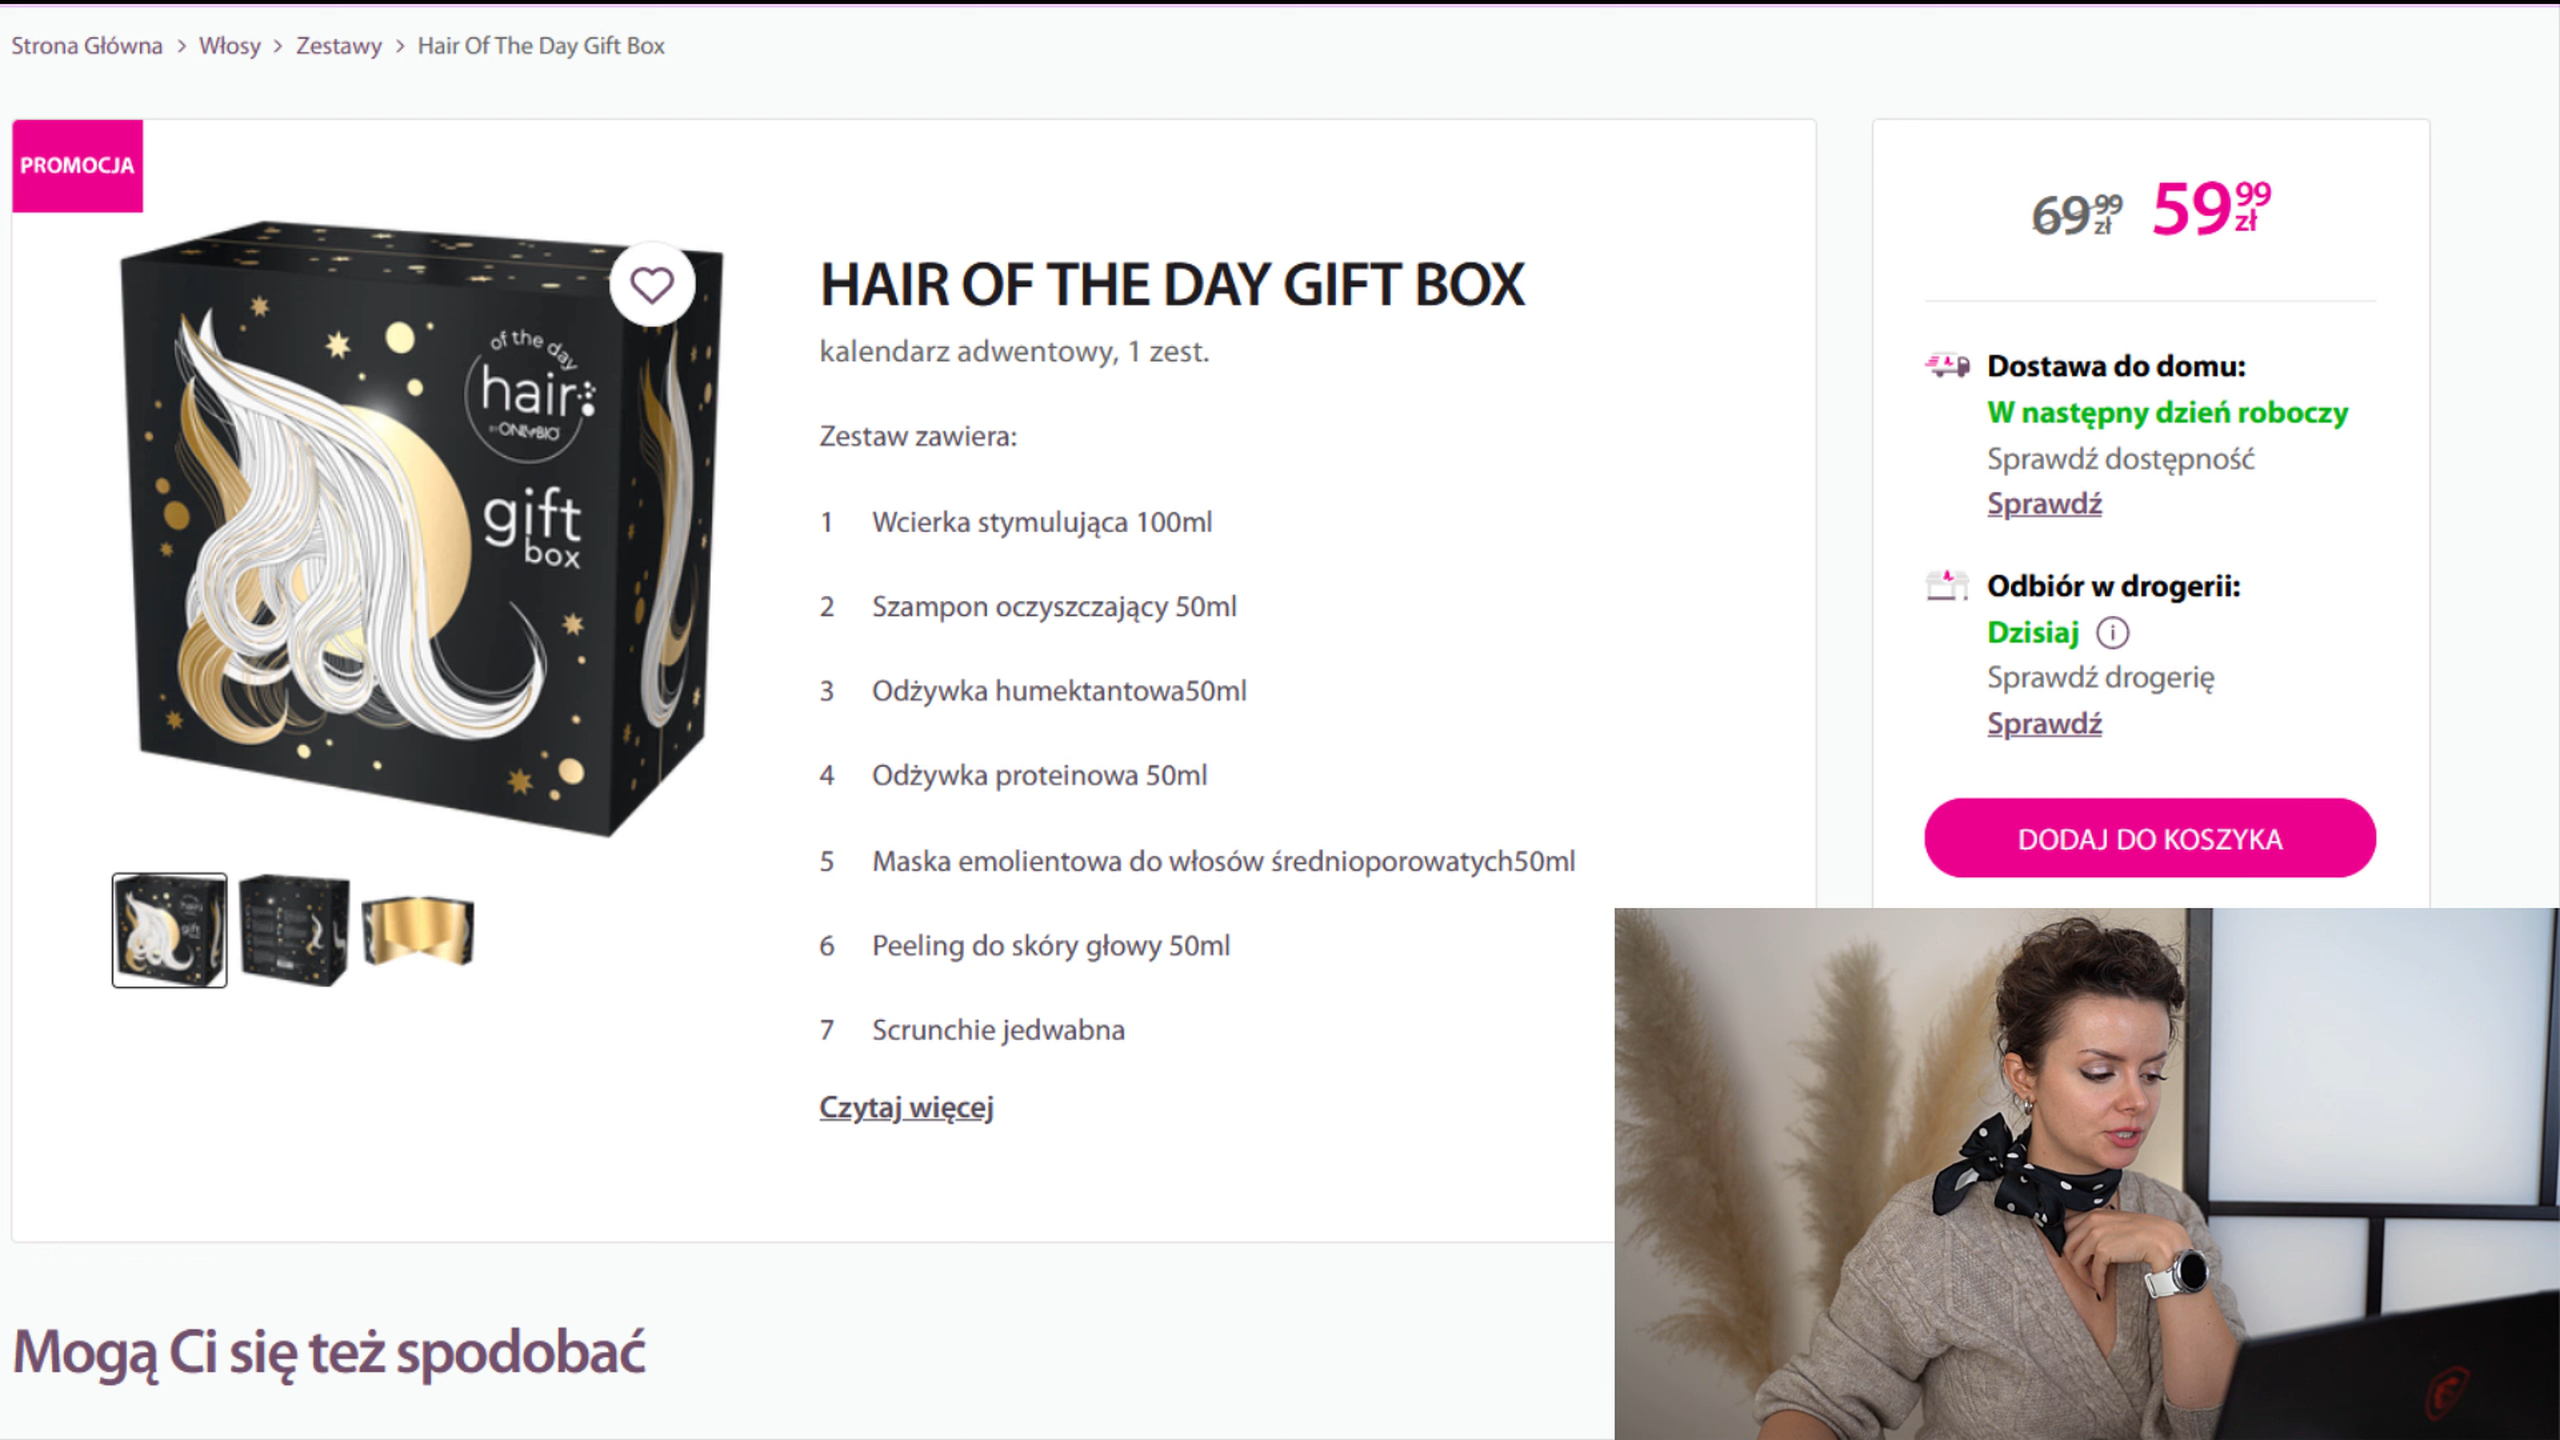 Strona Główna > Włosy > Zestawy > Hair Of The Day Gift Box
PROMOCJA
of the day
hair
BY ONLYBIO
gift
box
HAIR OF THE DAY GIFT BOX
kalendarz adwentowy, 1 zest.
Zestaw zawiera:
1 Wcierka stymulująca 100ml
2 Szampon oczyszczający 50ml
3 Odżywka humektantowa50ml
4 Odżywka proteinowa 50ml
5 Maska emolientowa do włosów średnioporowatych50ml
6 Peeling do skóry głowy 50ml
7 Scrunchie jedwabna
Czytaj więcej
69 99 zł 59 99 zł
Dostawa do domu:
W następny dzień roboczy
Sprawdź dostępność
Sprawdź
Odbiór w drogerii:
Dzisiaj
Sprawdź drogerię
Sprawdź
DODAJ DO KOSZYKA
Mogą Ci się też spodobać